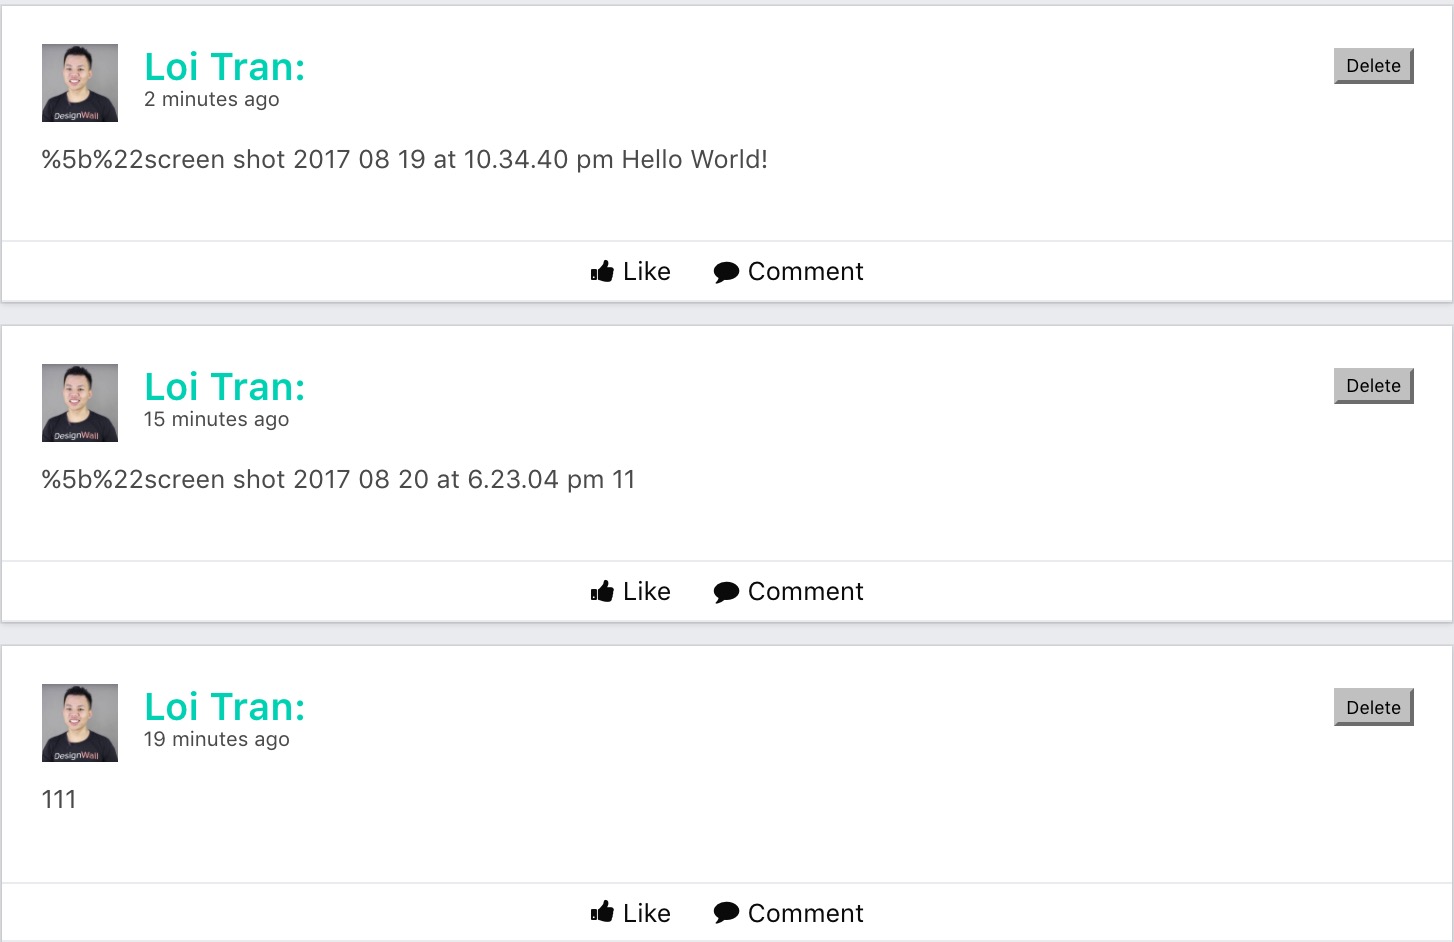 Loi Tran:
Delete
2 minutes ago
DesignWall
%5b%22screen shot 2017 08 19 at 10.34.40 pm Hello World!
Like Comment
Loi Tran:
Delete
15 minutes ago
DesignWall
%5b%22screen shot 2017 08 20 at 6.23.04 pm 11
Like Comment
Loi Tran:
Delete
19 minutes ago
DesignWall
111
Like Comment